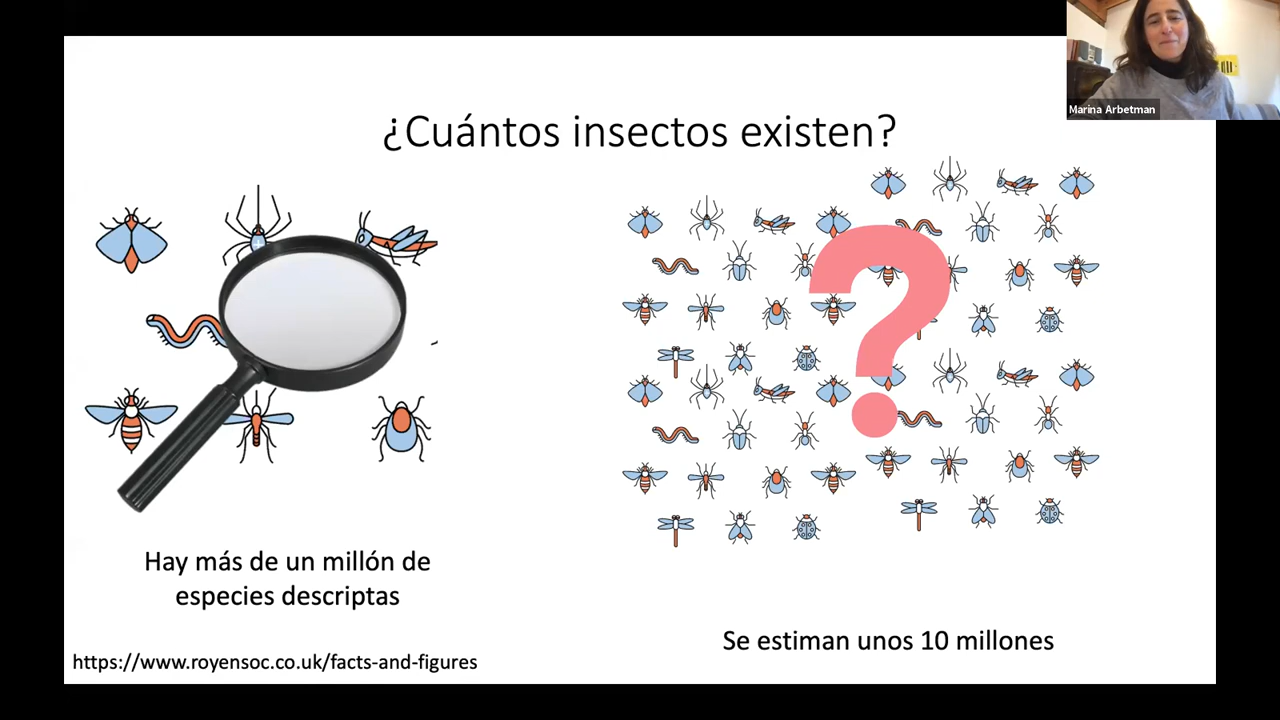 Marina Arbetman
¿Cuántos insectos existen?
Hay más de un millón de
especies descriptas
Se estiman unos 10 millones
https://www.royensoc.co.uk/facts-and-figures